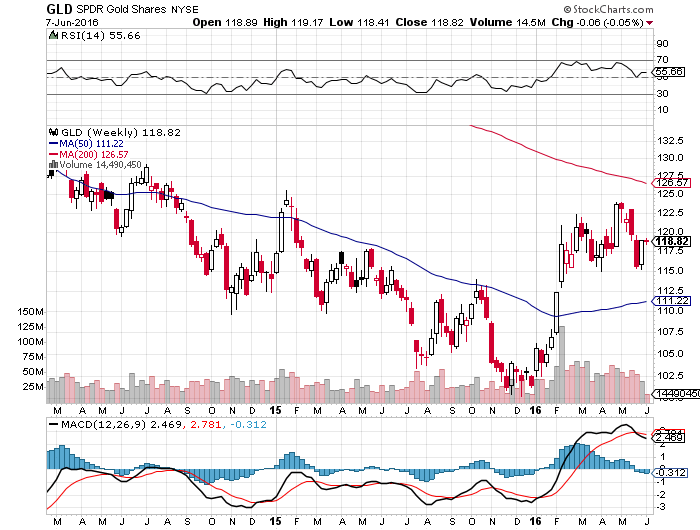 GLD SPDR Gold Shares NYSE © StockCharts.com
7-Jun-2016 Open 118.89 High 119.17 Low 118.41 Close 118.82 Volume 14.5M Chg -0.06 (-0.05%)
RSI(14) 55.66
90
70
55.66
50
30
10
GLD (Weekly) 118.82
MA(50) 111.22
MA(200) 126.57
Volume 14,490,450
132.5
130.0
127.5
126.57
125.0
122.5
120.0
118.82
117.5
115.0
112.5
111.22
110.0
107.5
105.0
102.5
14490450
150M
125M
100M
75M
50M
25M
M A M J J A S O N D 15 F M A M J J A S O N D 16 F M A M J
MACD(12,26,9) 2.469, 2.781, -0.312
2.469
1
0
-0.312
-1
-2
-3
M A M J J A S O N D 15 F M A M J J A S O N D 16 F M A M J